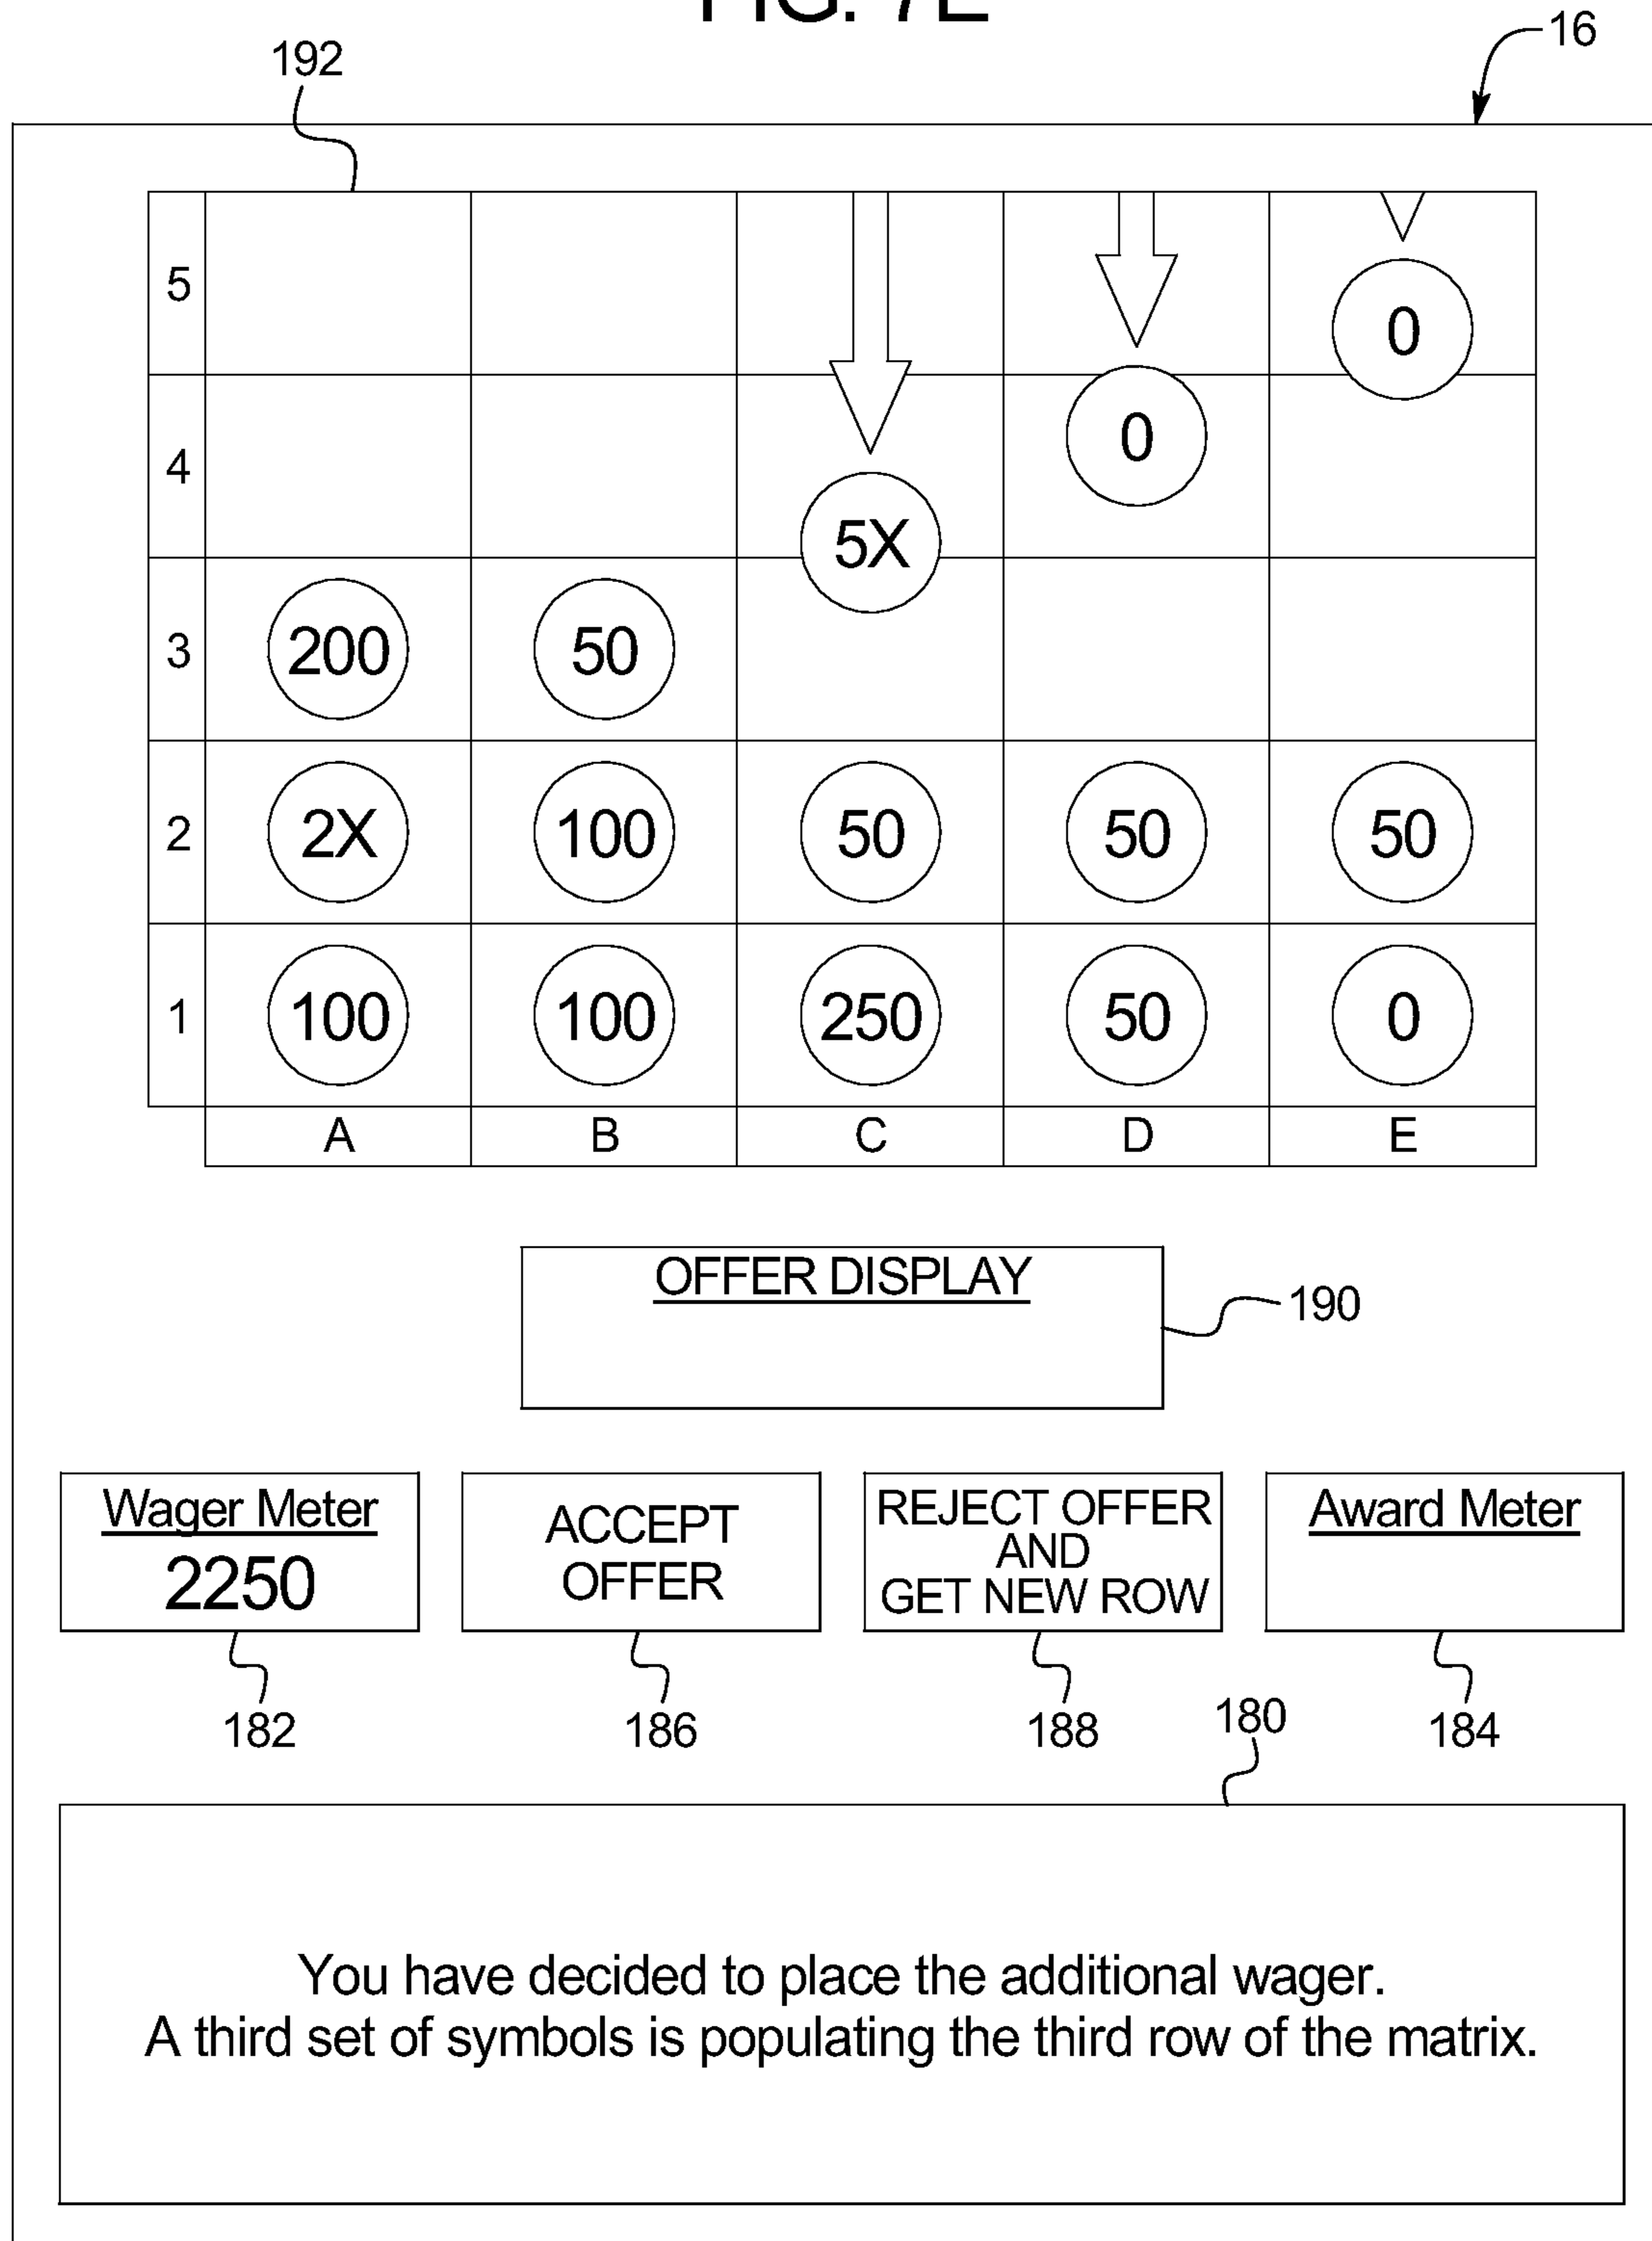 FIG. 7E
16
192
5
0
4
0
5X
3 200 50
2 2X 100 50 50 50
1 100 100 250 50 0
A B C D E
OFFER DISPLAY
190
Wager Meter
2250
ACCEPT
OFFER
REJECT OFFER
AND
GET NEW ROW
Award Meter
182
186
188
180
184
You have decided to place the additional wager.
A third set of symbols is populating the third row of the matrix.